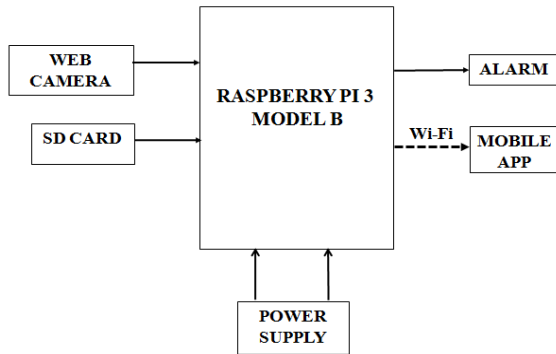 WEB
CAMERA
SD CARD
RASPBERRY PI 3
MODEL B
ALARM
Wi-Fi
MOBILE
APP
POWER
SUPPLY